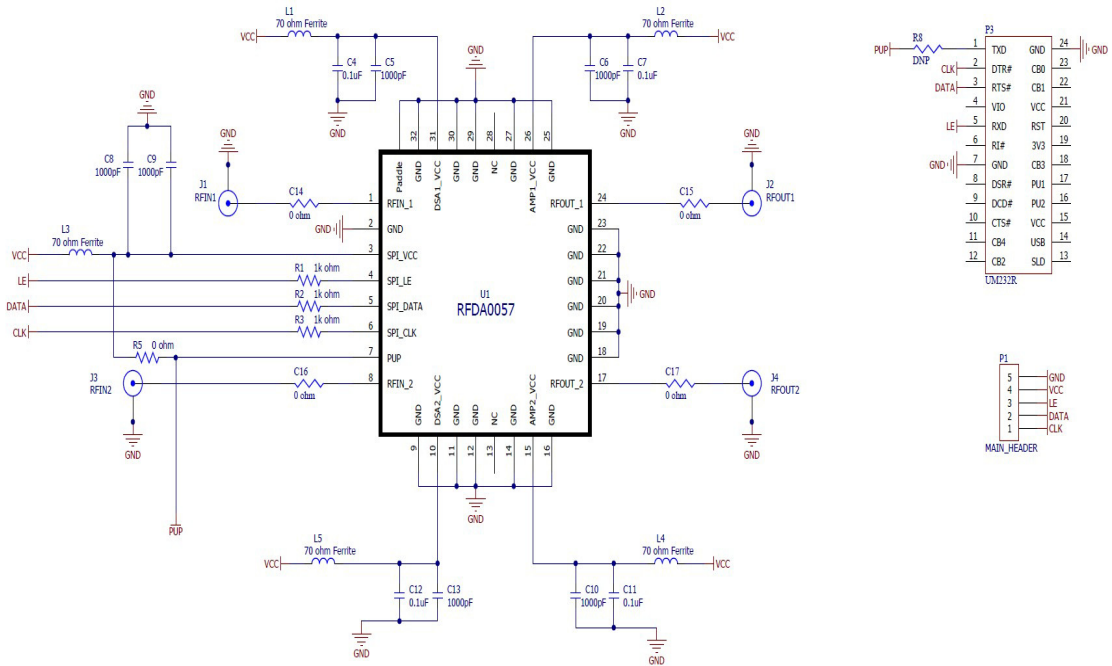 L1
70 ohm Ferrite
VCC
C4
0.1uF
C5
1000pF
GND
GND
L2
70 ohm Ferrite
VCC
C6
1000pF
C7
0.1uF
GND
P3
R8
DNP
PUP
CLK
DATA
LE
GND
1 TXD GND 24 GND
2 DTR# CB0 23
3 RTS# CB1 22
4 VIO VCC 21
5 RXD RST 20
6 RI# 3V3 19
7 GND CB3 18
8 DSR# PU1 17
9 DCD# PU2 16
10 CTS# VCC 15
11 CB4 USB 14
12 CB2 SLD 13
UM232R
GND
C8
1000pF
C9
1000pF
Paddle
32 GND
31 DSA1_VCC
30 GND
29 GND
28 NC
27 GND
26 AMP1_VCC
25 GND
GND
J1
RFIN1
C14
0 ohm
1 RFIN_1
GND 2 GND
L3
70 ohm Ferrite
VCC
3 SPI_VCC
LE R1 1k ohm 4 SPI_LE
DATA R2 1k ohm 5 SPI_DATA
CLK R3 1k ohm 6 SPI_CLK
R5 0 ohm
7 PUP
J3
RFIN2
C16
0 ohm
8 RFIN_2
GND
PUP
U1
RFDA0057
RFOUT_1 24
GND 23
GND 22
GND 21
GND 20
GND 19
GND 18
RFOUT_2 17
GND
C15
0 ohm
GND
J2
RFOUT1
C17
0 ohm
J4
RFOUT2
GND
GND 9
DSA2_VCC 10
GND 11
GND 12
NC 13
GND 14
AMP2_VCC 15
GND 16
GND
P1
5 GND
4 VCC
3 LE
2 DATA
1 CLK
MAIN_HEADER
L5
70 ohm Ferrite
VCC
C12
0.1uF
C13
1000pF
GND
L4
70 ohm Ferrite
VCC
C10
1000pF
C11
0.1uF
GND